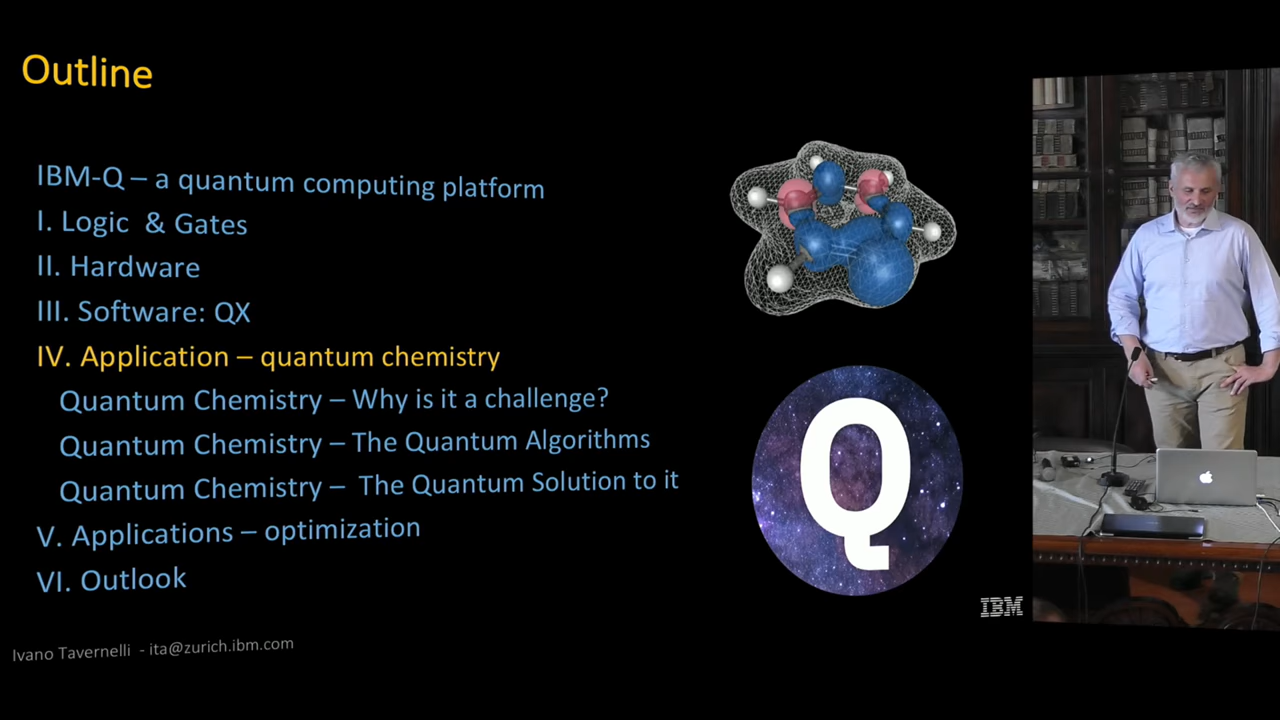 Outline
IBM-Q – a quantum computing platform
I. Logic & Gates
II. Hardware
III. Software: QX
IV. Application – quantum chemistry
Quantum Chemistry – Why is it a challenge?
Quantum Chemistry – The Quantum Algorithms
Quantum Chemistry – The Quantum Solution to it
V. Applications – optimization
VI. Outlook
Q
IBM
Ivano Tavernelli - ita@zurich.ibm.com